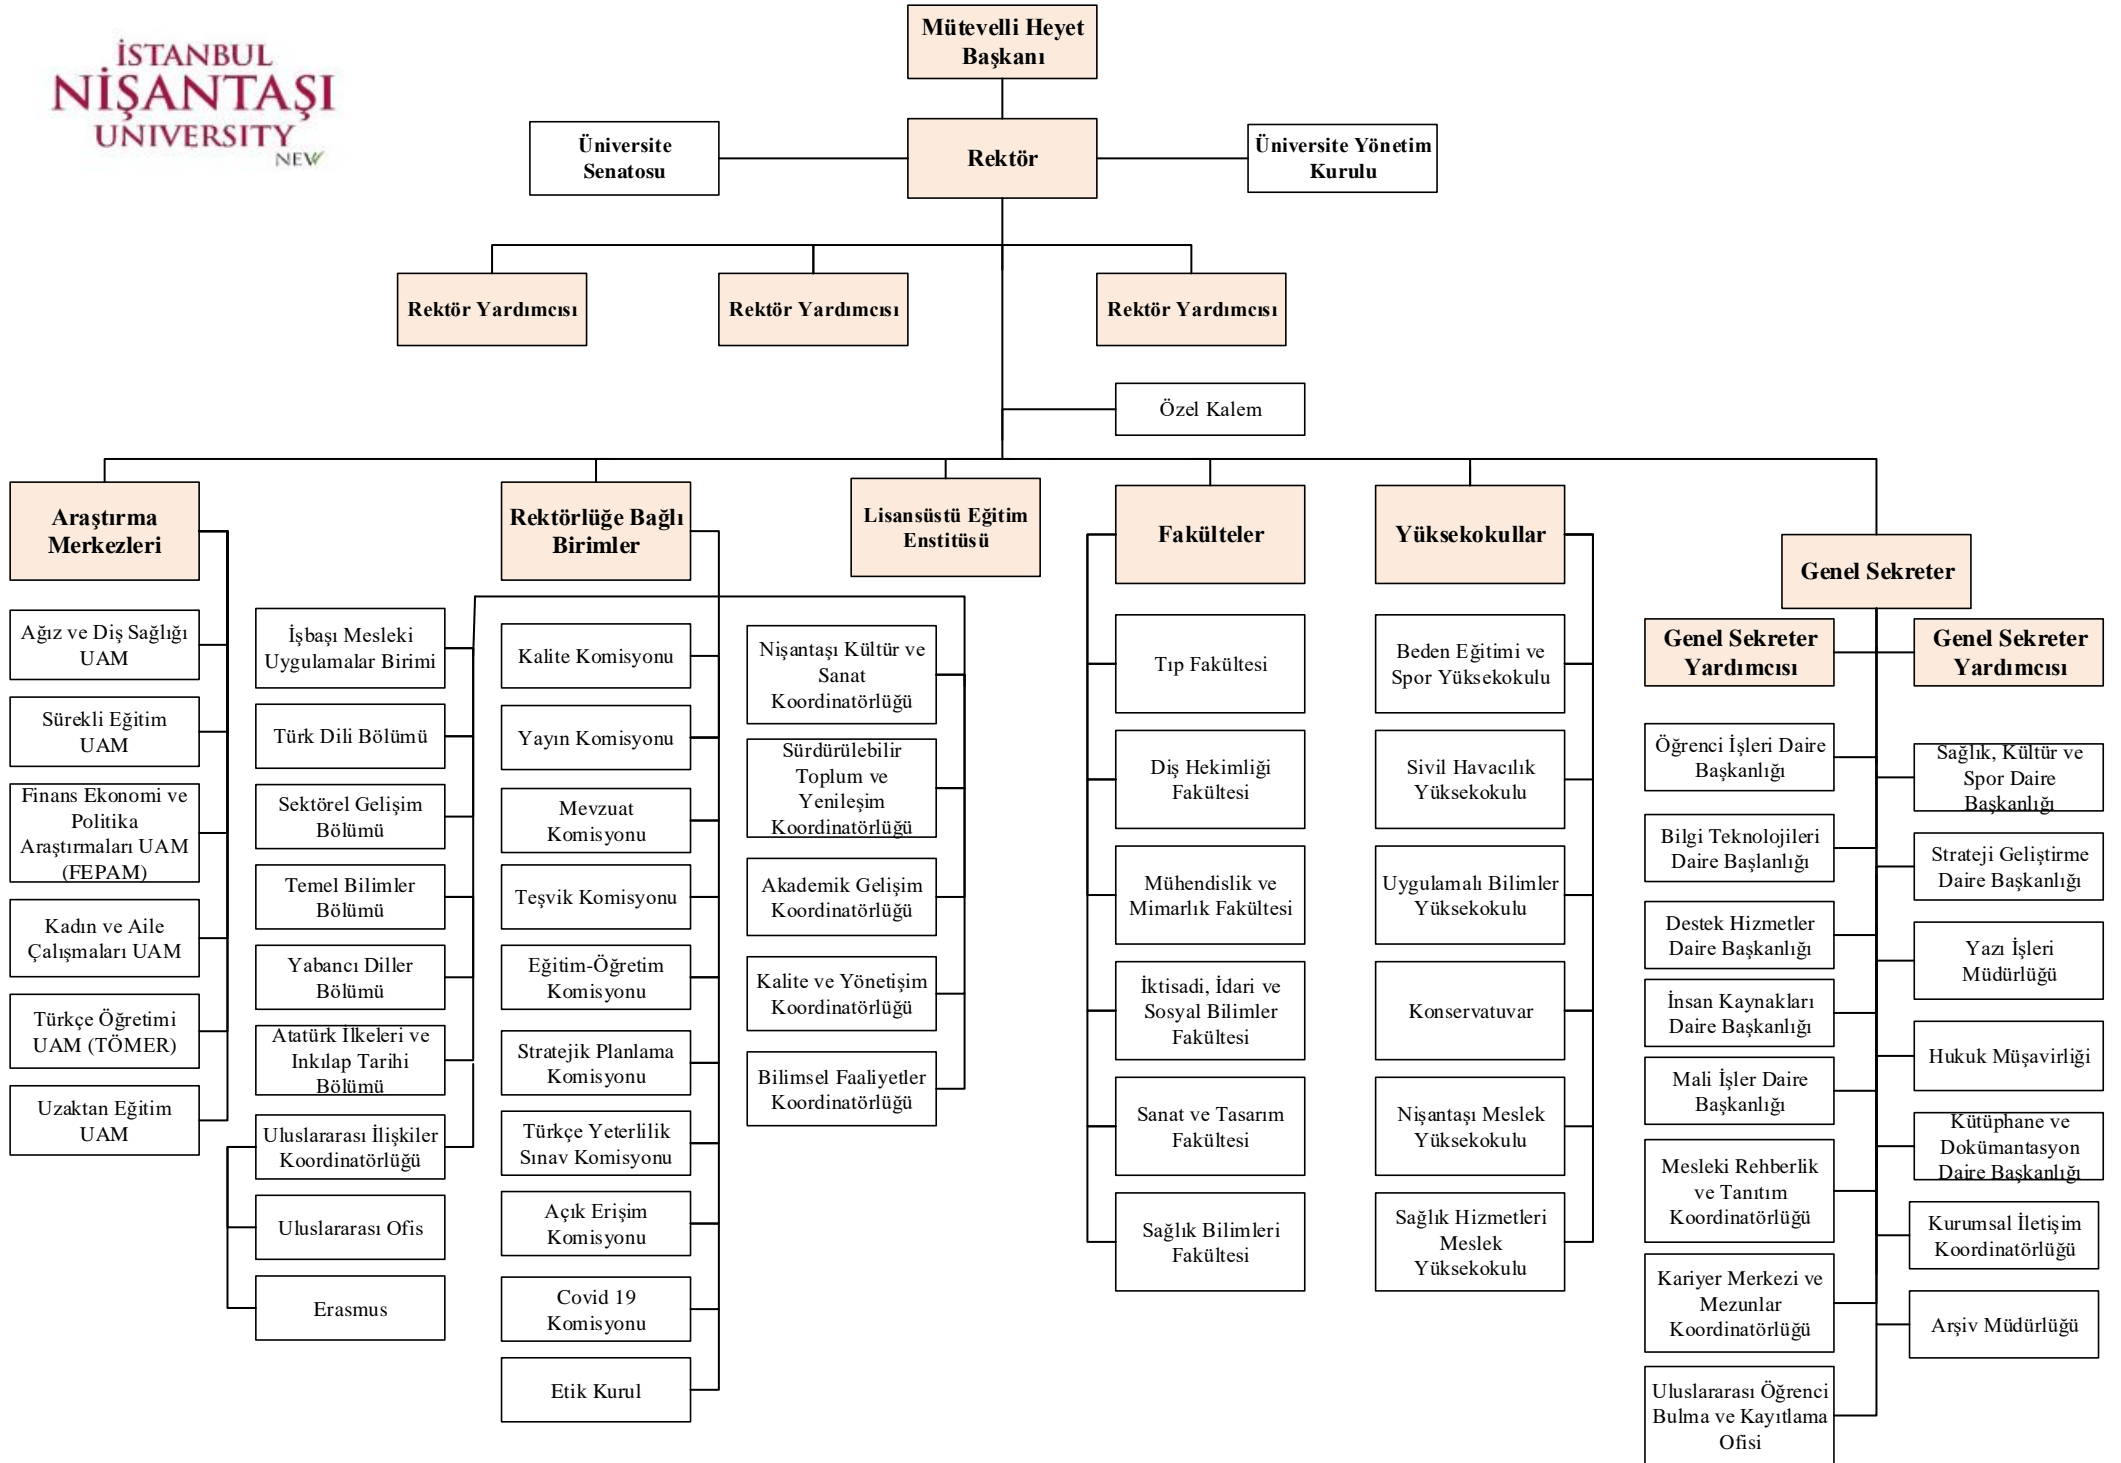 İSTANBUL
NİŞANTAŞI
UNIVERSITY
NEW
Mütevelli Heyet
Başkanı
Üniversite
Senatosu
Rektör
Üniversite Yönetim
Kurulu
Rektör Yardımcısı
Rektör Yardımcısı
Rektör Yardımcısı
Özel Kalem
Araştırma
Merkezleri
Ağız ve Diş Sağlığı
UAM
Sürekli Eğitim
UAM
Finans Ekonomi ve
Politika
Araştırmaları UAM
(FEPAM)
Kadın ve Aile
Çalışmaları UAM
Türkçe Öğretimi
UAM (TÖMER)
Uzaktan Eğitim
UAM
Rektörlüğe Bağlı
Birimler
İşbaşı Mesleki
Uygulamalar Birimi
Türk Dili Bölümü
Sektörel Gelişim
Bölümü
Temel Bilimler
Bölümü
Yabancı Diller
Bölümü
Atatürk İlkeleri ve
Inkılap Tarihi
Bölümü
Uluslararası İlişkiler
Koordinatörlüğü
Uluslararası Ofis
Erasmus
Kalite Komisyonu
Yayın Komisyonu
Mevzuat
Komisyonu
Teşvik Komisyonu
Eğitim-Öğretim
Komisyonu
Stratejik Planlama
Komisyonu
Türkçe Yeterlilik
Sınav Komisyonu
Açık Erişim
Komisyonu
Covid 19
Komisyonu
Etik Kurul
Nişantaşı Kültür ve
Sanat
Koordinatörlüğü
Sürdürülebilir
Toplum ve
Yenileşim
Koordinatörlüğü
Akademik Gelişim
Koordinatörlüğü
Kalite ve Yönetişim
Koordinatörlüğü
Bilimsel Faaliyetler
Koordinatörlüğü
Lisansüstü Eğitim
Enstitüsü
Fakülteler
Tıp Fakültesi
Diş Hekimliği
Fakültesi
Mühendislik ve
Mimarlık Fakültesi
İktisadi, İdari ve
Sosyal Bilimler
Fakültesi
Sanat ve Tasarım
Fakültesi
Sağlık Bilimleri
Fakültesi
Yüksekokullar
Beden Eğitimi ve
Spor Yüksekokulu
Sivil Havacılık
Yüksekokulu
Uygulamalı Bilimler
Yüksekokulu
Konservatuvar
Nişantaşı Meslek
Yüksekokulu
Sağlık Hizmetleri
Meslek
Yüksekokulu
Genel Sekreter
Genel Sekreter
Yardımcısı
Genel Sekreter
Yardımcısı
Öğrenci İşleri Daire
Başkanlığı
Bilgi Teknolojileri
Daire Başlanlığı
Destek Hizmetler
Daire Başkanlığı
İnsan Kaynakları
Daire Başkanlığı
Mali İşler Daire
Başkanlığı
Mesleki Rehberlik
ve Tanıtım
Koordinatörlüğü
Kariyer Merkezi ve
Mezunlar
Koordinatörlüğü
Uluslararası Öğrenci
Bulma ve Kayıtlama
Ofisi
Sağlık, Kültür ve
Spor Daire
Başkanlığı
Strateji Geliştirme
Daire Başkanlığı
Yazı İşleri
Müdürlüğü
Hukuk Müşavirliği
Kütüphane ve
Dokümantasyon
Daire Başkanlığı
Kurumsal İletişim
Koordinatörlüğü
Arşiv Müdürlüğü